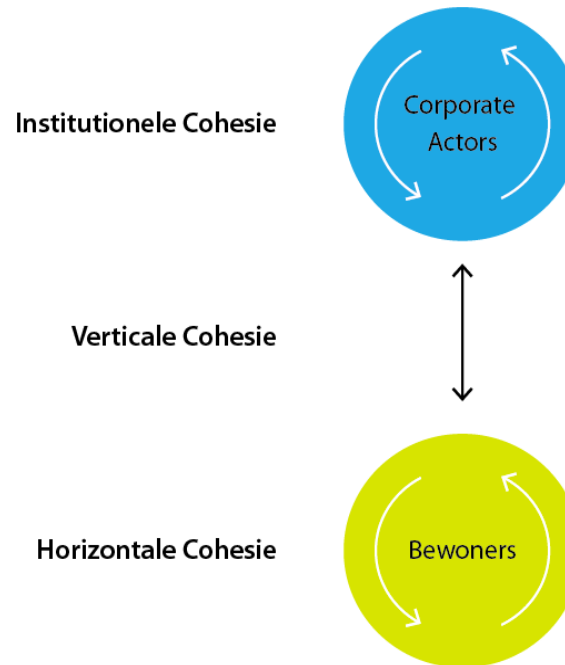 Institutionele Cohesie
Corporate
Actors
Verticale Cohesie
Horizontale Cohesie
Bewoners